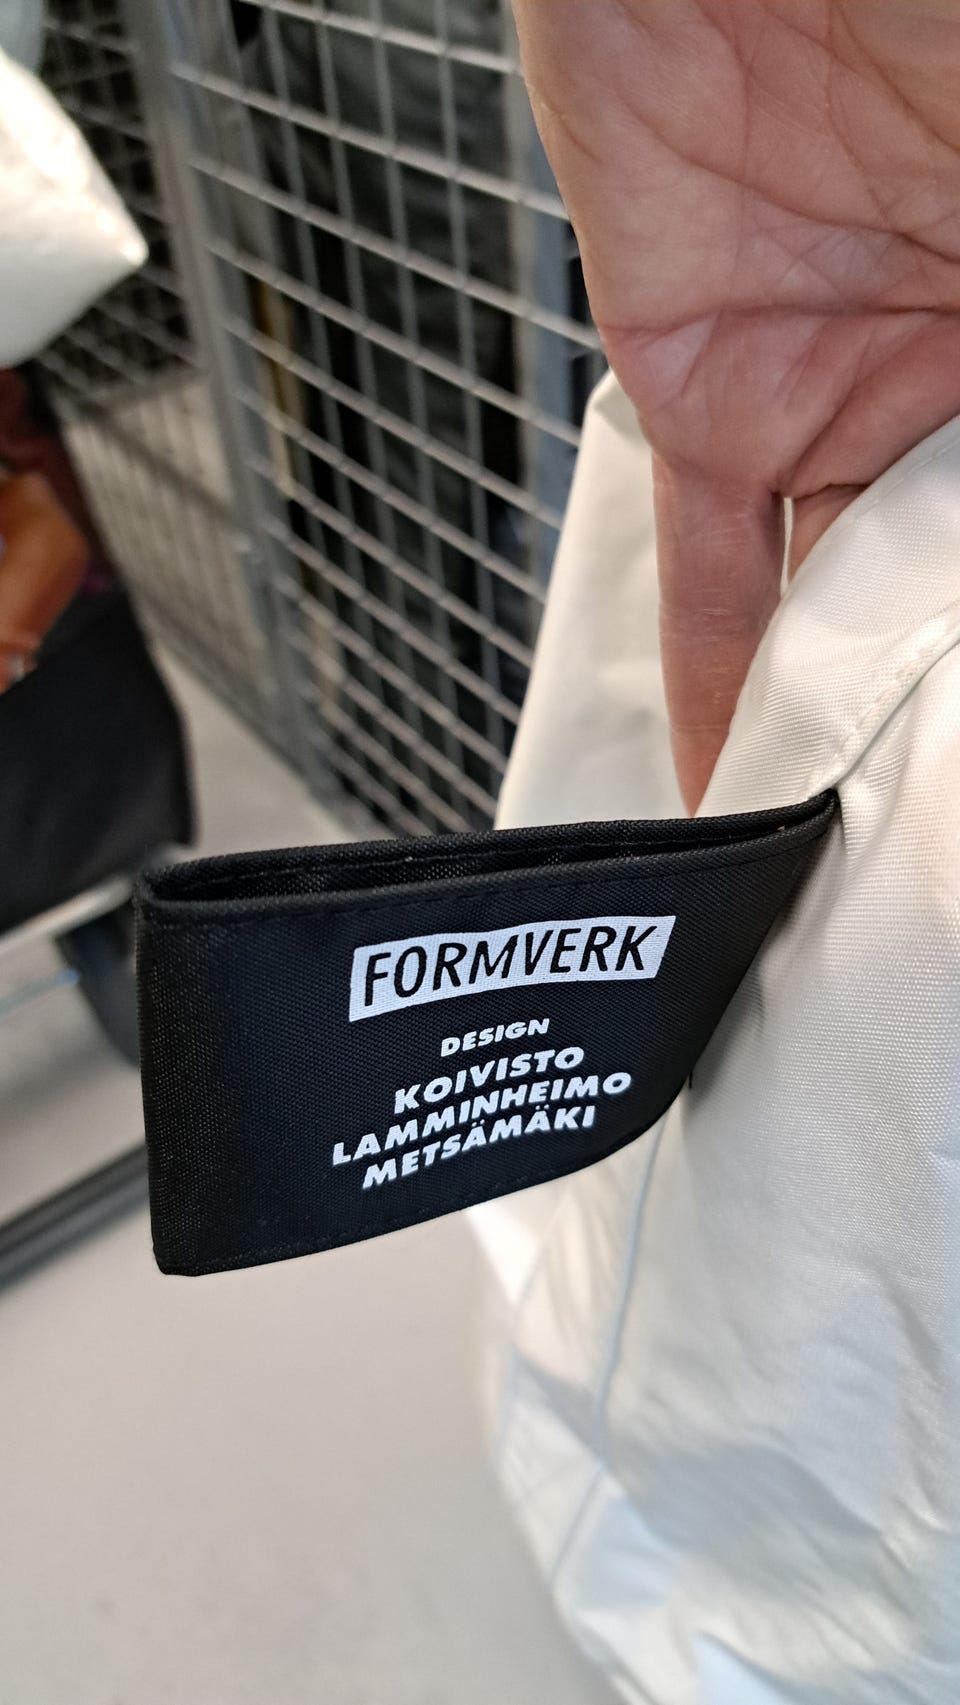 FORMVERK
DESIGN
KOIVISTO
LAMMINHEIMO
METSÄMÄKI